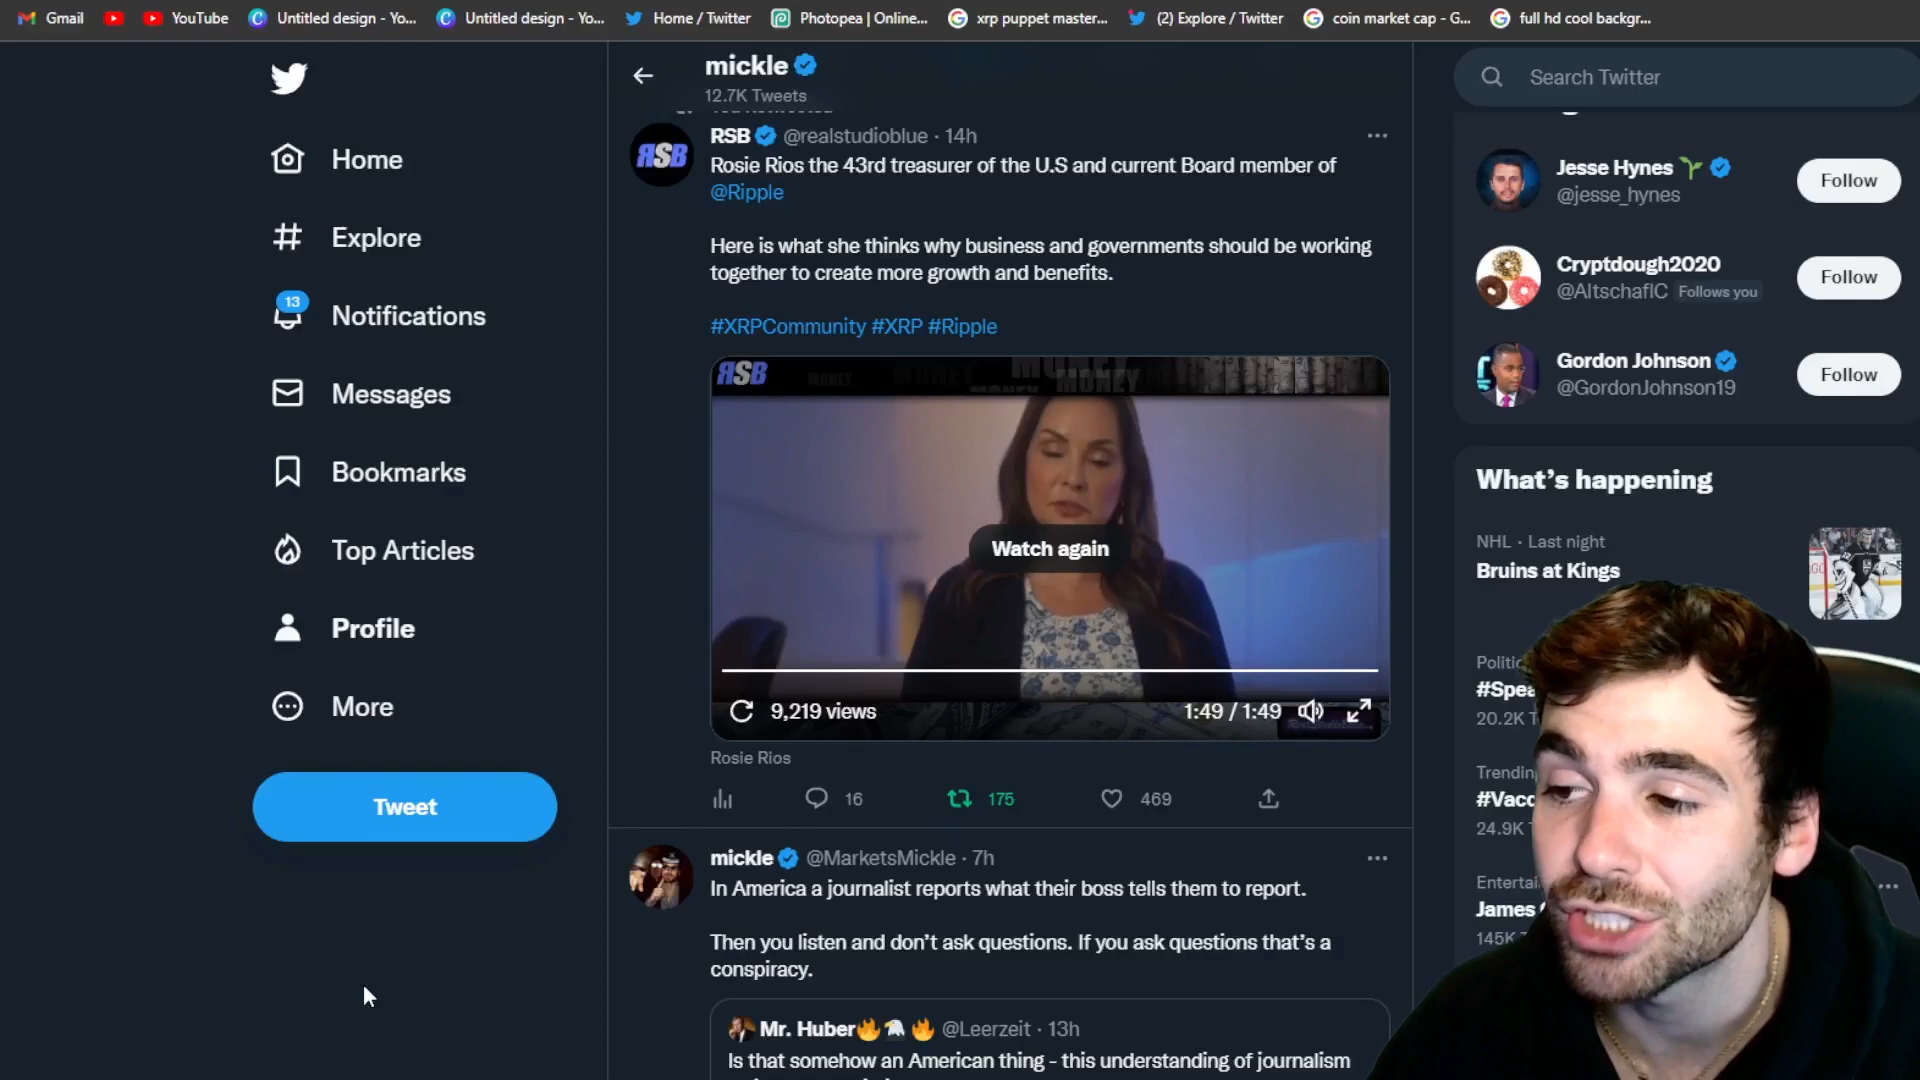 Gmail
YouTube
Untitled design - Yo...
Untitled design - Yo...
Home / Twitter
Photopea | Online...
xrp puppet master...
(2) Explore / Twitter
coin market cap - G...
full hd cool backgr...
Home
Explore
13
Notifications
Messages
Bookmarks
Top Articles
Profile
More
Tweet
mickle
12.7K Tweets
RSB @realstudioblue · 14h
Rosie Rios the 43rd treasurer of the U.S and current Board member of
@Ripple
Here is what she thinks why business and governments should be working
together to create more growth and benefits.
#XRPCommunity #XRP #Ripple
RSB
MONEY
Watch again
9,219 views
1:49 / 1:49
Rosie Rios
16
175
469
mickle @MarketsMickle · 7h
In America a journalist reports what their boss tells them to report.
Then you listen and don't ask questions. If you ask questions that's a
conspiracy.
Mr. Huber🔥🦅🔥 @Leerzeit · 13h
Is that somehow an American thing - this understanding of journalism
Search Twitter
Jesse Hynes
@jesse_hynes
Follow
Cryptdough2020
@AltschaflC Follows you
Follow
Gordon Johnson
@GordonJohnson19
Follow
What's happening
NHL · Last night
Bruins at Kings
Politic
#Spea
20.2K T
Trending
#Vacc
24.9K T
Entertai
James
145K T